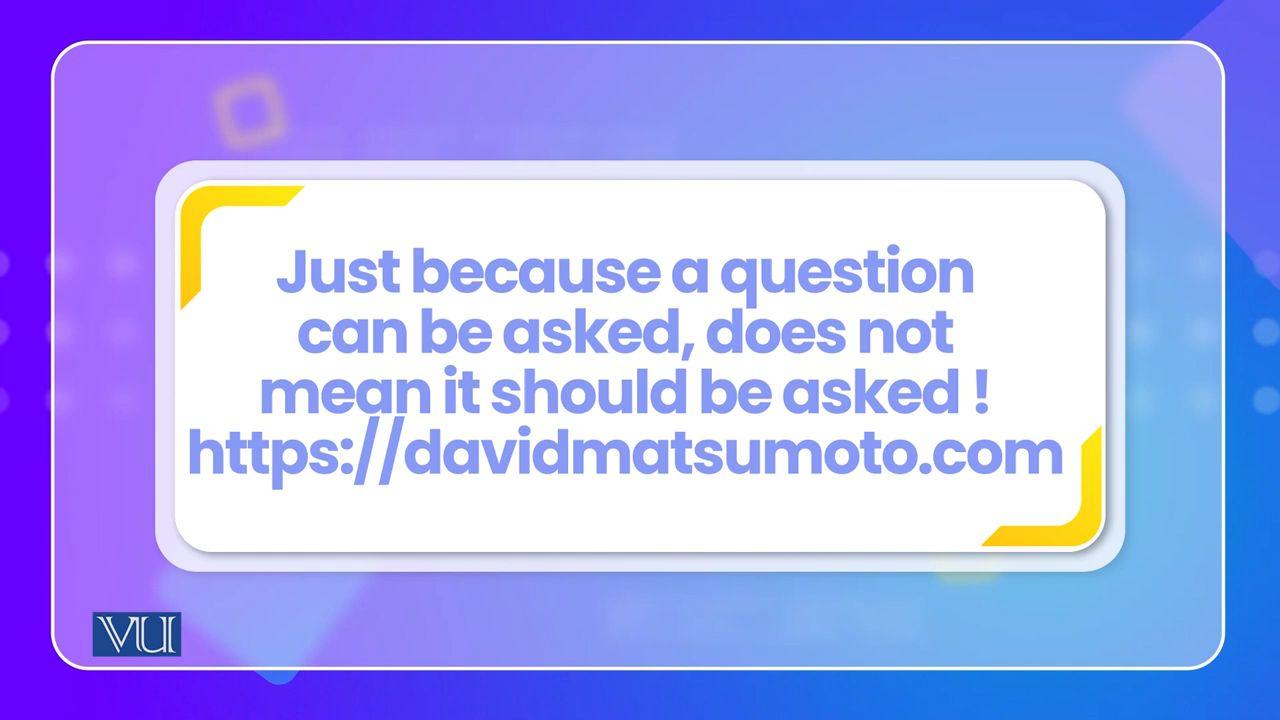 Just because a question
can be asked, does not
mean it should be asked !
https://davidmatsumoto.com
VU